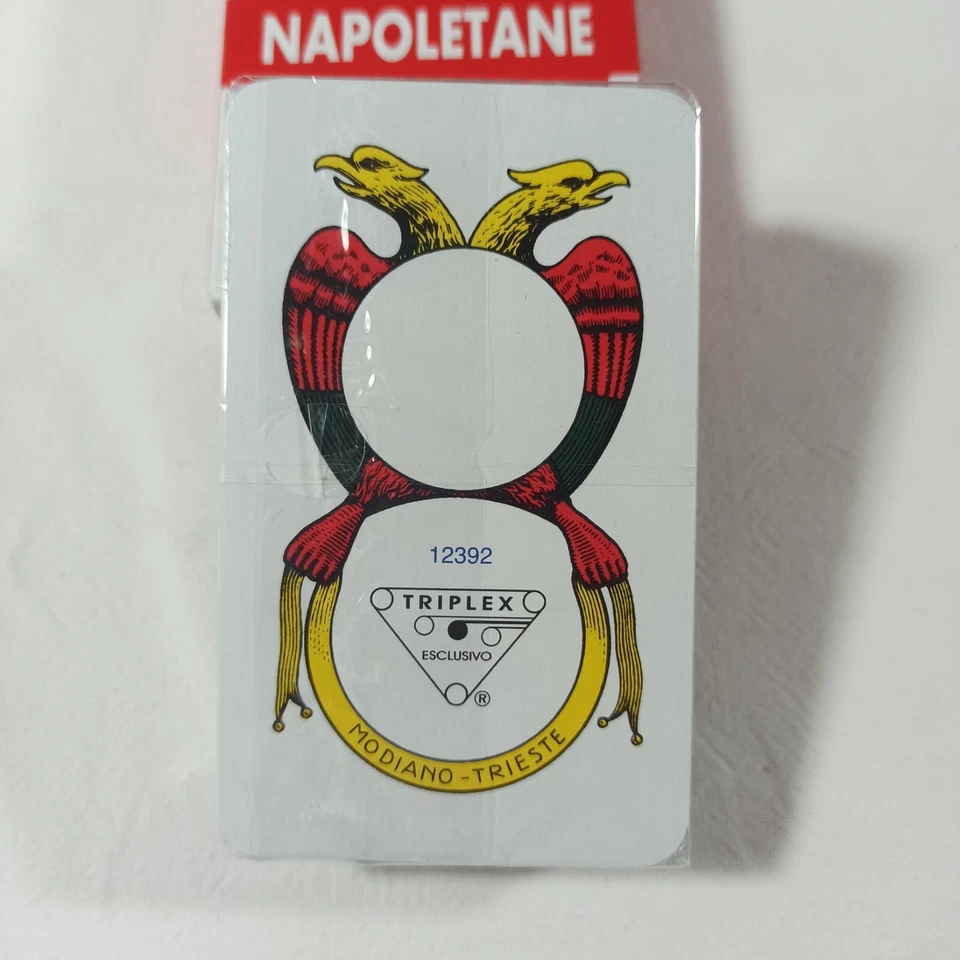 NAPOLETANE
12392
TRIPLEX
ESCLUSIVO
®
MODIANO-TRIESTE